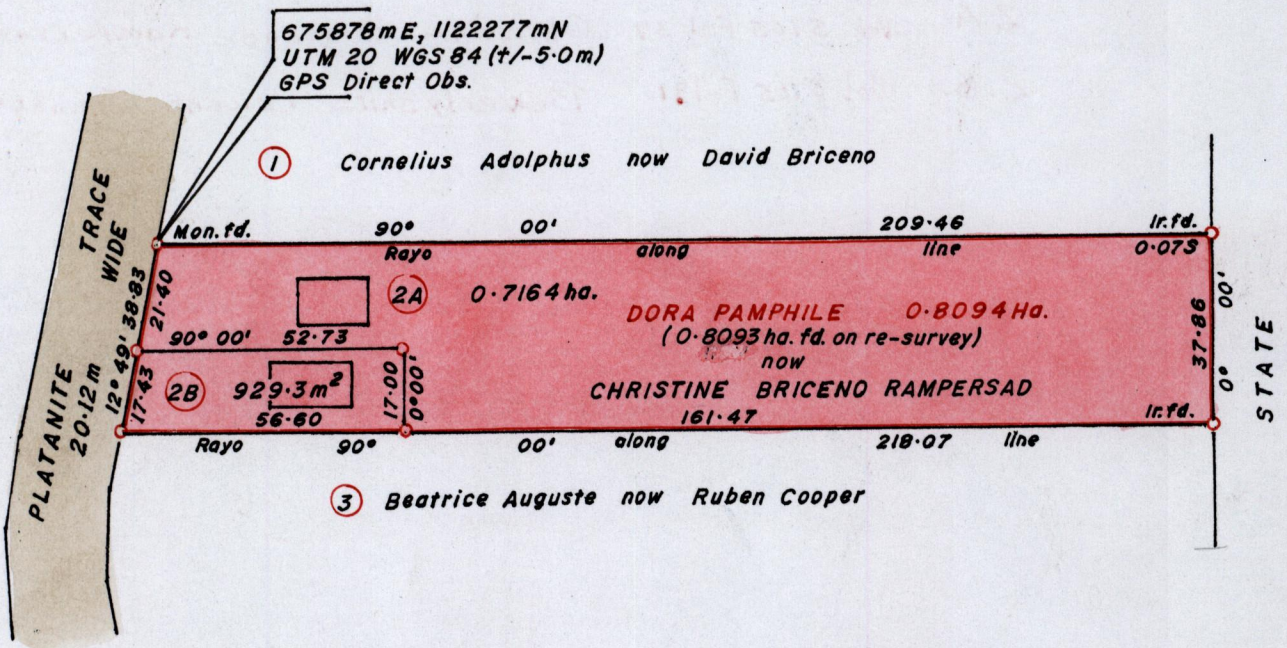 675878mE, 1122277mN
UTM 20 WGS 84 (+/-5.0m)
GPS Direct Obs.
1 Cornelius Adolphus now David Briceno
PLATANITE TRACE
20.12m WIDE
Mon. fd. 90° 00' 209.46 Ir. fd.
Rayo along line 0.07S
12° 49' 38.83
21.40
17.43
2A 0.7164 ha.
DORA PAMPHILE 0.8094 Ha.
(0.8093 ha. fd. on re-survey)
now
CHRISTINE BRICENO RAMPERSAD
90° 00' 52.73
2B 929.3m²
56.60
17.00
0° 00'
161.47
Ir. fd.
37.86
0° 00'
STATE
Rayo 90° 00' along 218.07 line
3 Beatrice Auguste now Ruben Cooper